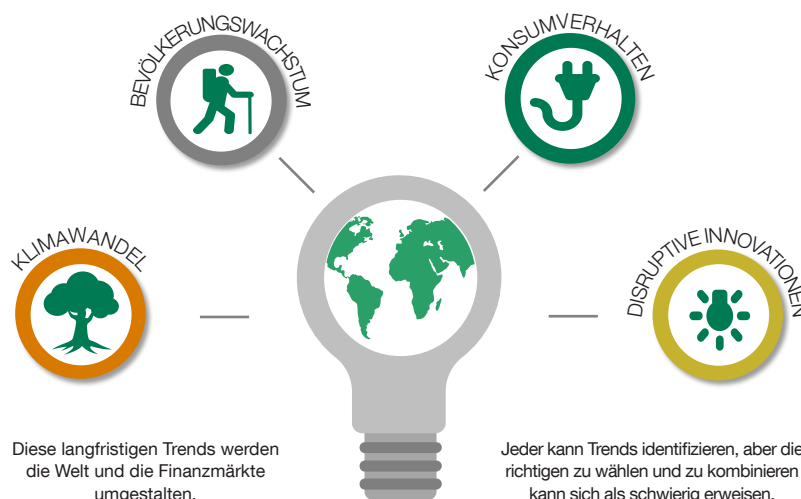 BEVÖLKERUNGSWACHSTUM
KONSUMVERHALTEN
KLIMAWANDEL
DISRUPTIVE INNOVATIONEN
Diese langfristigen Trends werden
die Welt und die Finanzmärkte
umgestalten.
Jeder kann Trends identifizieren, aber die
richtigen zu wählen und zu kombinieren
kann sich als schwierig erweisen.